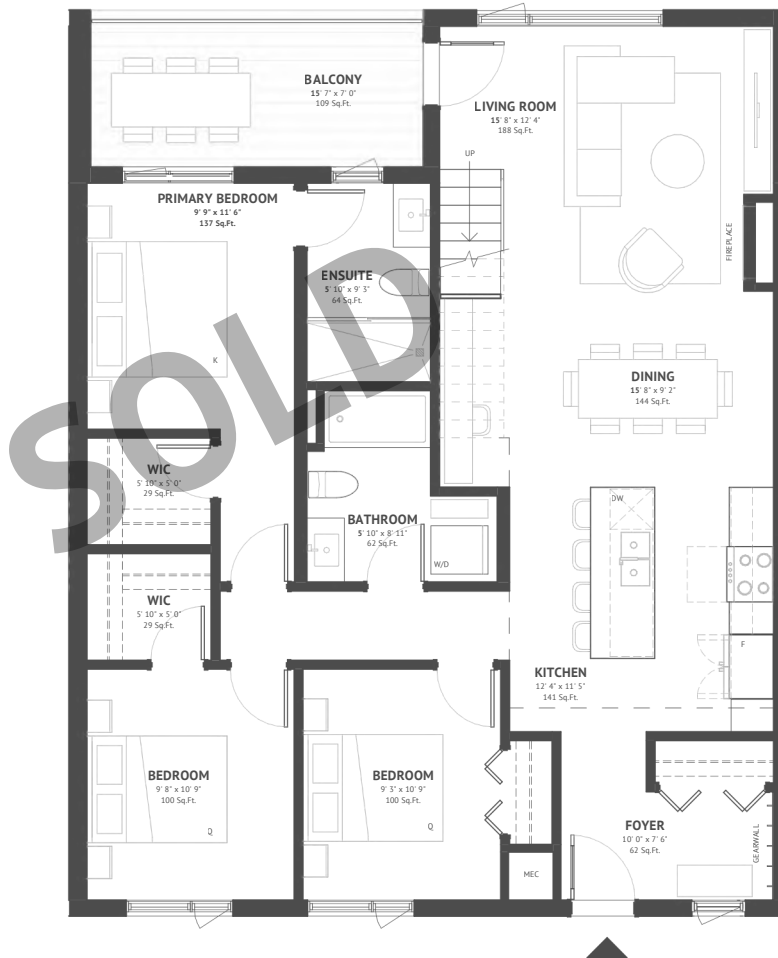 BALCONY
15' 7" x 7' 0"
109 Sq.Ft.
LIVING ROOM
15' 8" x 12' 4"
188 Sq.Ft.
UP
PRIMARY BEDROOM
9' 9" x 11' 6"
137 Sq.Ft.
FIREPLACE
ENSUITE
5' 10" x 9' 3"
64 Sq.Ft.
K
DINING
15' 8" x 9' 2"
144 Sq.Ft.
SOLD
WIC
5' 10" x 5' 0"
29 Sq.Ft.
DW
BATHROOM
5' 10" x 8' 11"
62 Sq.Ft.
W/D
WIC
5' 10" x 5' 0"
29 Sq.Ft.
F
KITCHEN
12' 4" x 11' 5"
141 Sq.Ft.
BEDROOM
9' 8" x 10' 9"
100 Sq.Ft.
Q
BEDROOM
9' 3" x 10' 9"
100 Sq.Ft.
Q
FOYER
10' 0" x 7' 6"
62 Sq.Ft.
GEARWALL
MEC